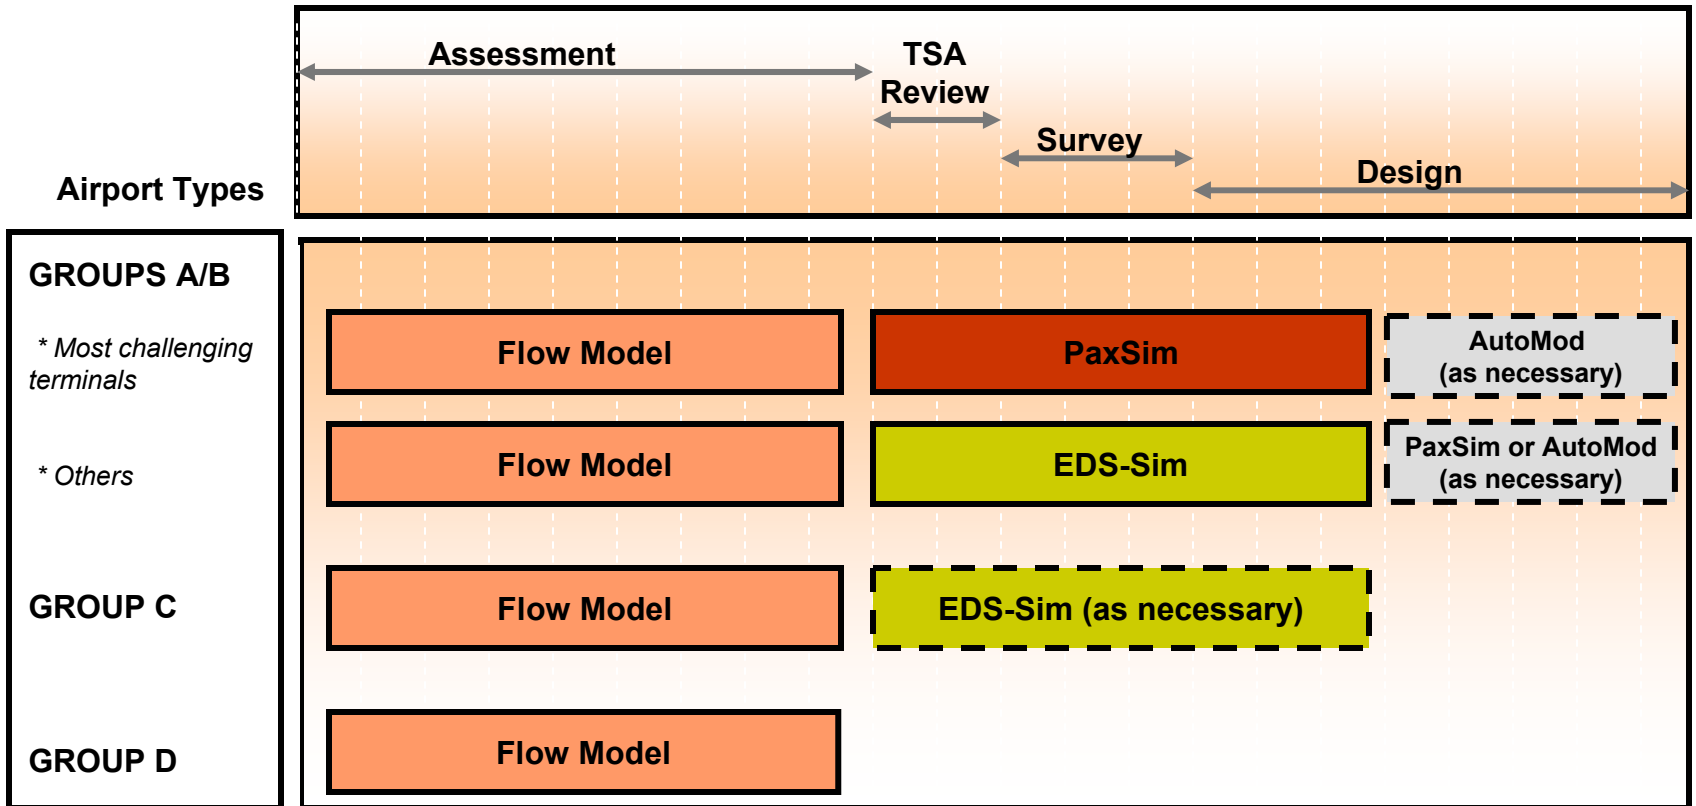 Assessment
TSA
Review
Survey
Design
Airport Types
GROUPS A/B
* Most challenging
terminals
Flow Model
PaxSim
AutoMod
(as necessary)
* Others
Flow Model
EDS-Sim
PaxSim or AutoMod
(as necessary)
GROUP C
Flow Model
EDS-Sim (as necessary)
GROUP D
Flow Model